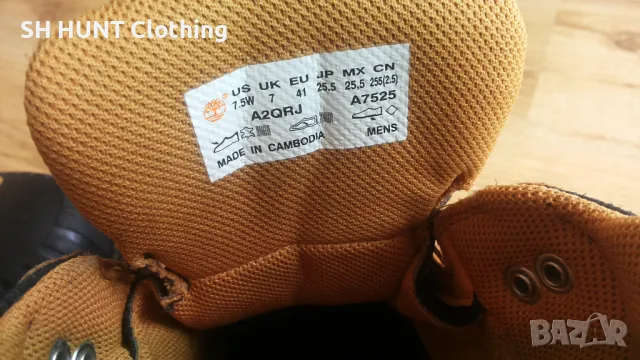 SH HUNT Clothing
US UK EU JP MX CN
7.5W 7 41 25.5 25.5 255(2.5)
A2QRJ A7525
MENS
MADE IN CAMBODIA
BAZAR